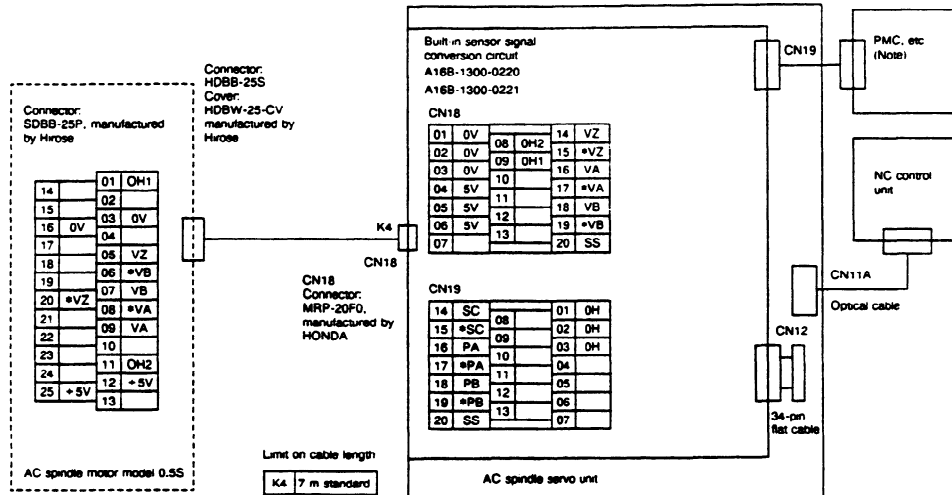 Connector:
SDBB-25P, manufactured
by Hirose
14
15
16 0V
17
18
19
20 *VZ
21
22
23
24
25 +5V
01 OH1
02
03 0V
04
05 VZ
06 *VB
07 VB
08 *VA
09 VA
10
11 OH2
12 +5V
13
AC spindle motor model 0.5S
Connector:
HDBB-25S
Cover:
HDBW-25-CV
manufactured by
Hirose
K4
CN18
CN18
Connector:
MRP-20F0,
manufactured by
HONDA
Limit on cable length
K4 7 m standard
Built-in sensor signal
conversion circuit
A16B-1300-0220
A16B-1300-0221
CN18
01 0V
02 0V
03 0V
04 5V
05 5V
06 5V
07
08 0H2
09 0H1
10
11
12
13
14 VZ
15 *VZ
16 VA
17 *VA
18 VB
19 *VB
20 SS
CN19
14 SC
15 *SC
16 PA
17 *PA
18 PB
19 *PB
20 SS
08
09
10
11
12
13
01 0H
02 0H
03 0H
04
05
06
07
AC spindle servo unit
CN19
PMC, etc
(Note)
NC control
unit
CN11A
Optical cable
CN12
34-pin
flat cable